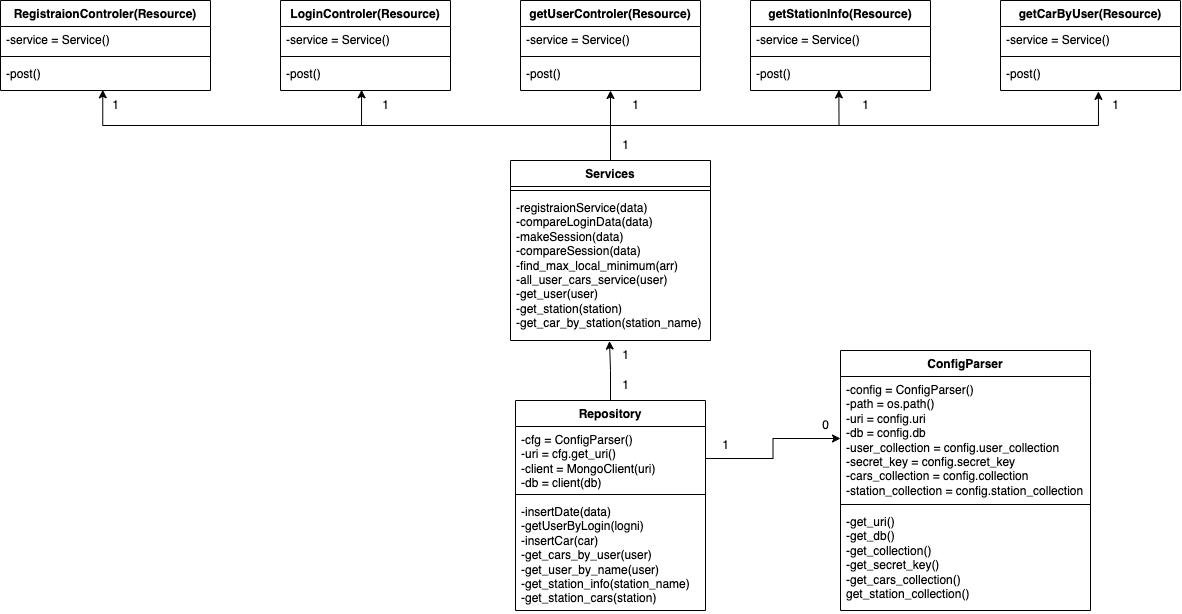 RegistraionControler(Resource)
-service = Service()
-post()
LoginControler(Resource)
-service = Service()
-post()
getUserControler(Resource)
-service = Service()
-post()
getStationInfo(Resource)
-service = Service()
-post()
getCarByUser(Resource)
-service = Service()
-post()
1
1
1
1
1
1
Services
-registraionService(data)
-compareLoginData(data)
-makeSession(data)
-compareSession(data)
-find_max_local_minimum(arr)
-all_user_cars_service(user)
-get_user(user)
-get_station(station)
-get_car_by_station(station_name)
1
1
Repository
-cfg = ConfigParser()
-uri = cfg.get_uri()
-client = MongoClient(uri)
-db = client(db)
-insertDate(data)
-getUserByLogin(logni)
-insertCar(car)
-get_cars_by_user(user)
-get_user_by_name(user)
-get_station_info(station_name)
-get_station_cars(station)
1
0
ConfigParser
-config = ConfigParser()
-path = os.path()
-uri = config.uri
-db = config.db
-user_collection = config.user_collection
-secret_key = config.secret_key
-cars_collection = config.collection
-station_collection = config.station_collection
-get_uri()
-get_db()
-get_collection()
-get_secret_key()
-get_cars_collection()
get_station_collection()